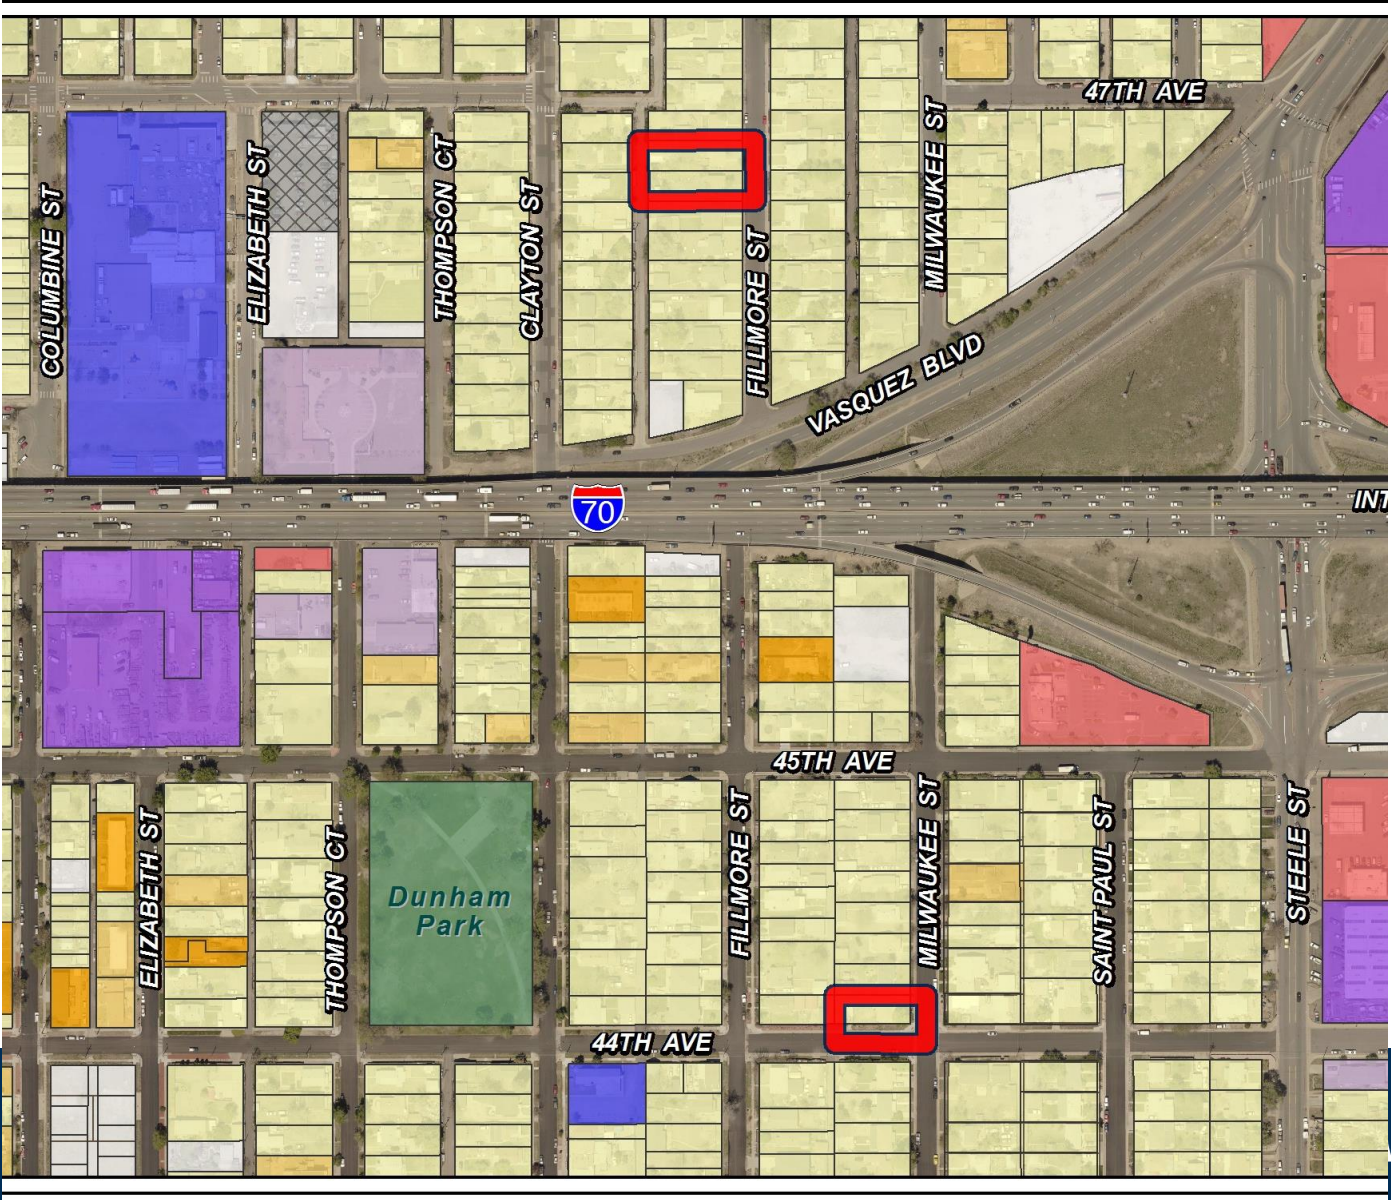 47TH AVE
COLUMBINE ST
ELIZABETH ST
THOMPSON CT
CLAYTON ST
FILLMORE ST
MILWAUKEE ST
VASQUEZ BLVD
70
INT
45TH AVE
ELIZABETH ST
THOMPSON CT
Dunham
Park
FILLMORE ST
MILWAUKEE ST
SAINT PAUL ST
STEELE ST
44TH AVE